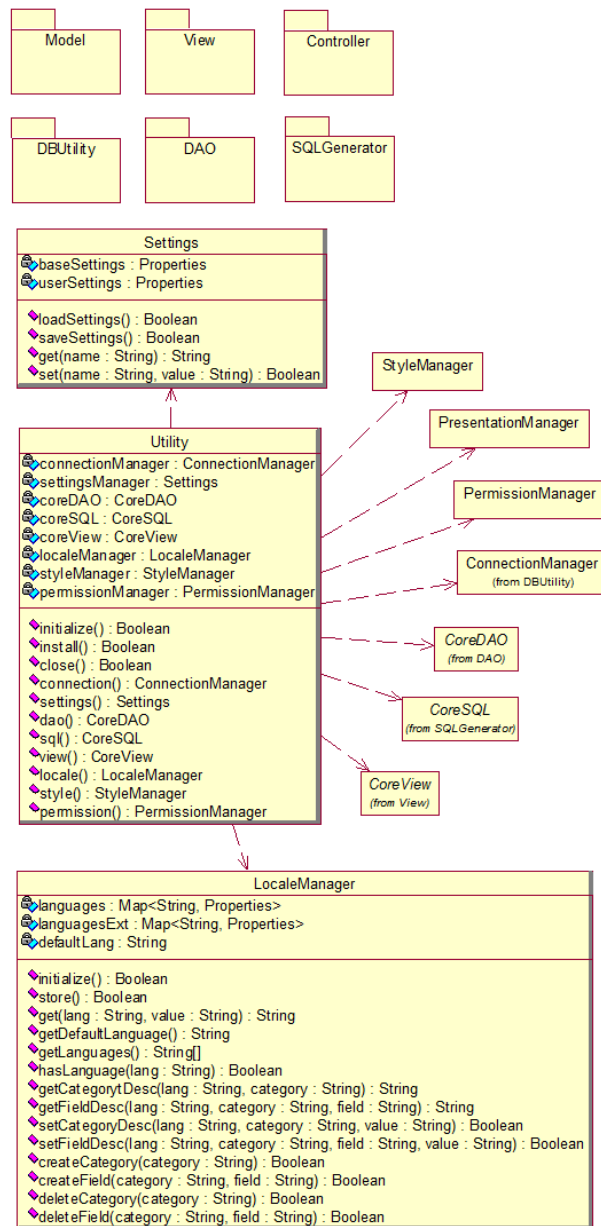 Model
View
Controller
DBUtility
DAO
SQLGenerator
Settings
baseSettings : Properties
userSettings : Properties
loadSettings() : Boolean
saveSettings() : Boolean
get(name : String) : String
set(name : String, value : String) : Boolean
StyleManager
PresentationManager
PermissionManager
ConnectionManager
(from DBUtility)
CoreDAO
(from DAO)
CoreSQL
(from SQLGenerator)
CoreView
(from View)
Utility
connectionManager : ConnectionManager
settingsManager : Settings
coreDAO : CoreDAO
coreSQL : CoreSQL
coreView : CoreView
localeManager : LocaleManager
styleManager : StyleManager
permissionManager : PermissionManager
initialize() : Boolean
install() : Boolean
close() : Boolean
connection() : ConnectionManager
settings() : Settings
dao() : CoreDAO
sql() : CoreSQL
view() : CoreView
locale() : LocaleManager
style() : StyleManager
permission() : PermissionManager
LocaleManager
languages : Map<String, Properties>
languagesExt : Map<String, Properties>
defaultLang : String
initialize() : Boolean
store() : Boolean
get(lang : String, value : String) : String
getDefaultLanguage() : String
getLanguages() : String[]
hasLanguage(lang : String) : Boolean
getCategorytDesc(lang : String, category : String) : String
getFieldDesc(lang : String, category : String, field : String) : String
setCategoryDesc(lang : String, category : String, value : String) : Boolean
setFieldDesc(lang : String, category : String, field : String, value : String) : Boolean
createCategory(category : String) : Boolean
createField(category : String, field : String) : Boolean
deleteCategory(category : String) : Boolean
deleteField(category : String, field : String) : Boolean